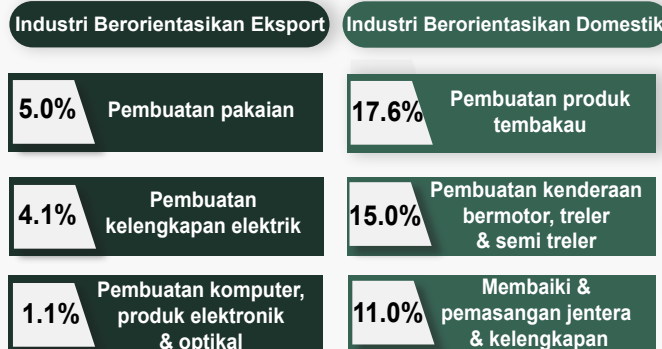 Industri Berorientasikan Eksport
5.0%
Pembuatan pakaian
4.1%
Pembuatan
kelengkapan elektrik
1.1%
Pembuatan komputer,
produk elektronik
& optikal
Industri Berorientasikan Domestik
17.6%
Pembuatan produk
tembakau
15.0%
Pembuatan kenderaan
bermotor, treler
& semi treler
11.0%
Membaiki &
pemasangan jentera
& kelengkapan